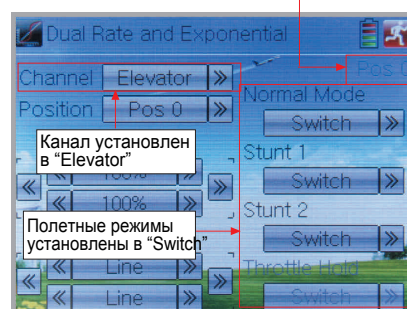 Dual Rate and Exponential
Channel Elevator
Pos 0
Position Pos 0
Normal Mode
Switch
Канал установлен
в “Elevator”
Stunt 1
100%
Switch
100%
Stunt 2
Полетные режимы
установлены в “Switch”
Switch
Line
Throttle Hold
Line
Switch